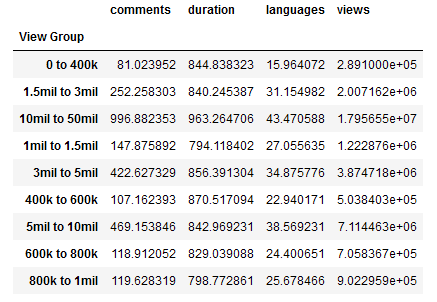 comments duration languages views
View Group
0 to 400k 81.023952 844.838323 15.964072 2.891000e+05
1.5mil to 3mil 252.258303 840.245387 31.154982 2.007162e+06
10mil to 50mil 996.882353 963.264706 43.470588 1.795655e+07
1mil to 1.5mil 147.875892 794.118402 27.055635 1.222876e+06
3mil to 5mil 422.627329 856.391304 34.875776 3.874718e+06
400k to 600k 107.162393 870.517094 22.940171 5.038403e+05
5mil to 10mil 469.153846 842.969231 38.569231 7.114463e+06
600k to 800k 118.912052 829.039088 24.400651 7.058367e+05
800k to 1mil 119.628319 798.772861 25.678466 9.022959e+05